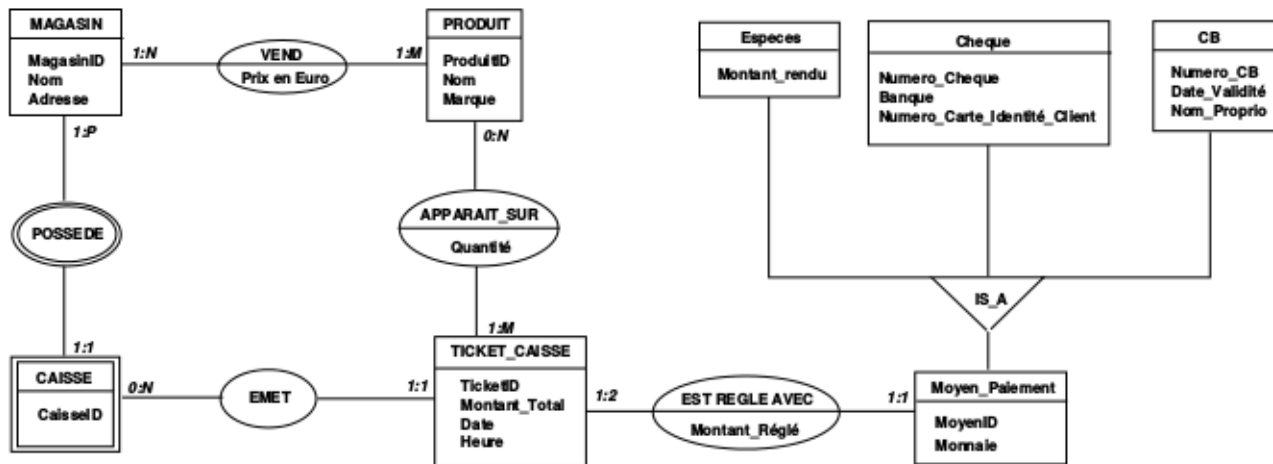 MAGASIN
MagasinID
Nom
Adresse
1:N
VEND
Prix en Euro
1:M
PRODUIT
ProduitID
Nom
Marque
Especes
Montant_rendu
Cheque
Numero_Cheque
Banque
Numero_Carte_Identité_Client
CB
Numero_CB
Date_Validité
Nom_Proprio
1:P
0:N
POSSEDE
APPARAIT_SUR
Quantité
IS_A
1:1
1:M
CAISSE
CaisseID
0:N
EMET
1:1
TICKET_CAISSE
TicketID
Montant_Total
Date
Heure
1:2
EST REGLE AVEC
Montant_Réglé
1:1
Moyen_Paiement
MoyenID
Monnaie